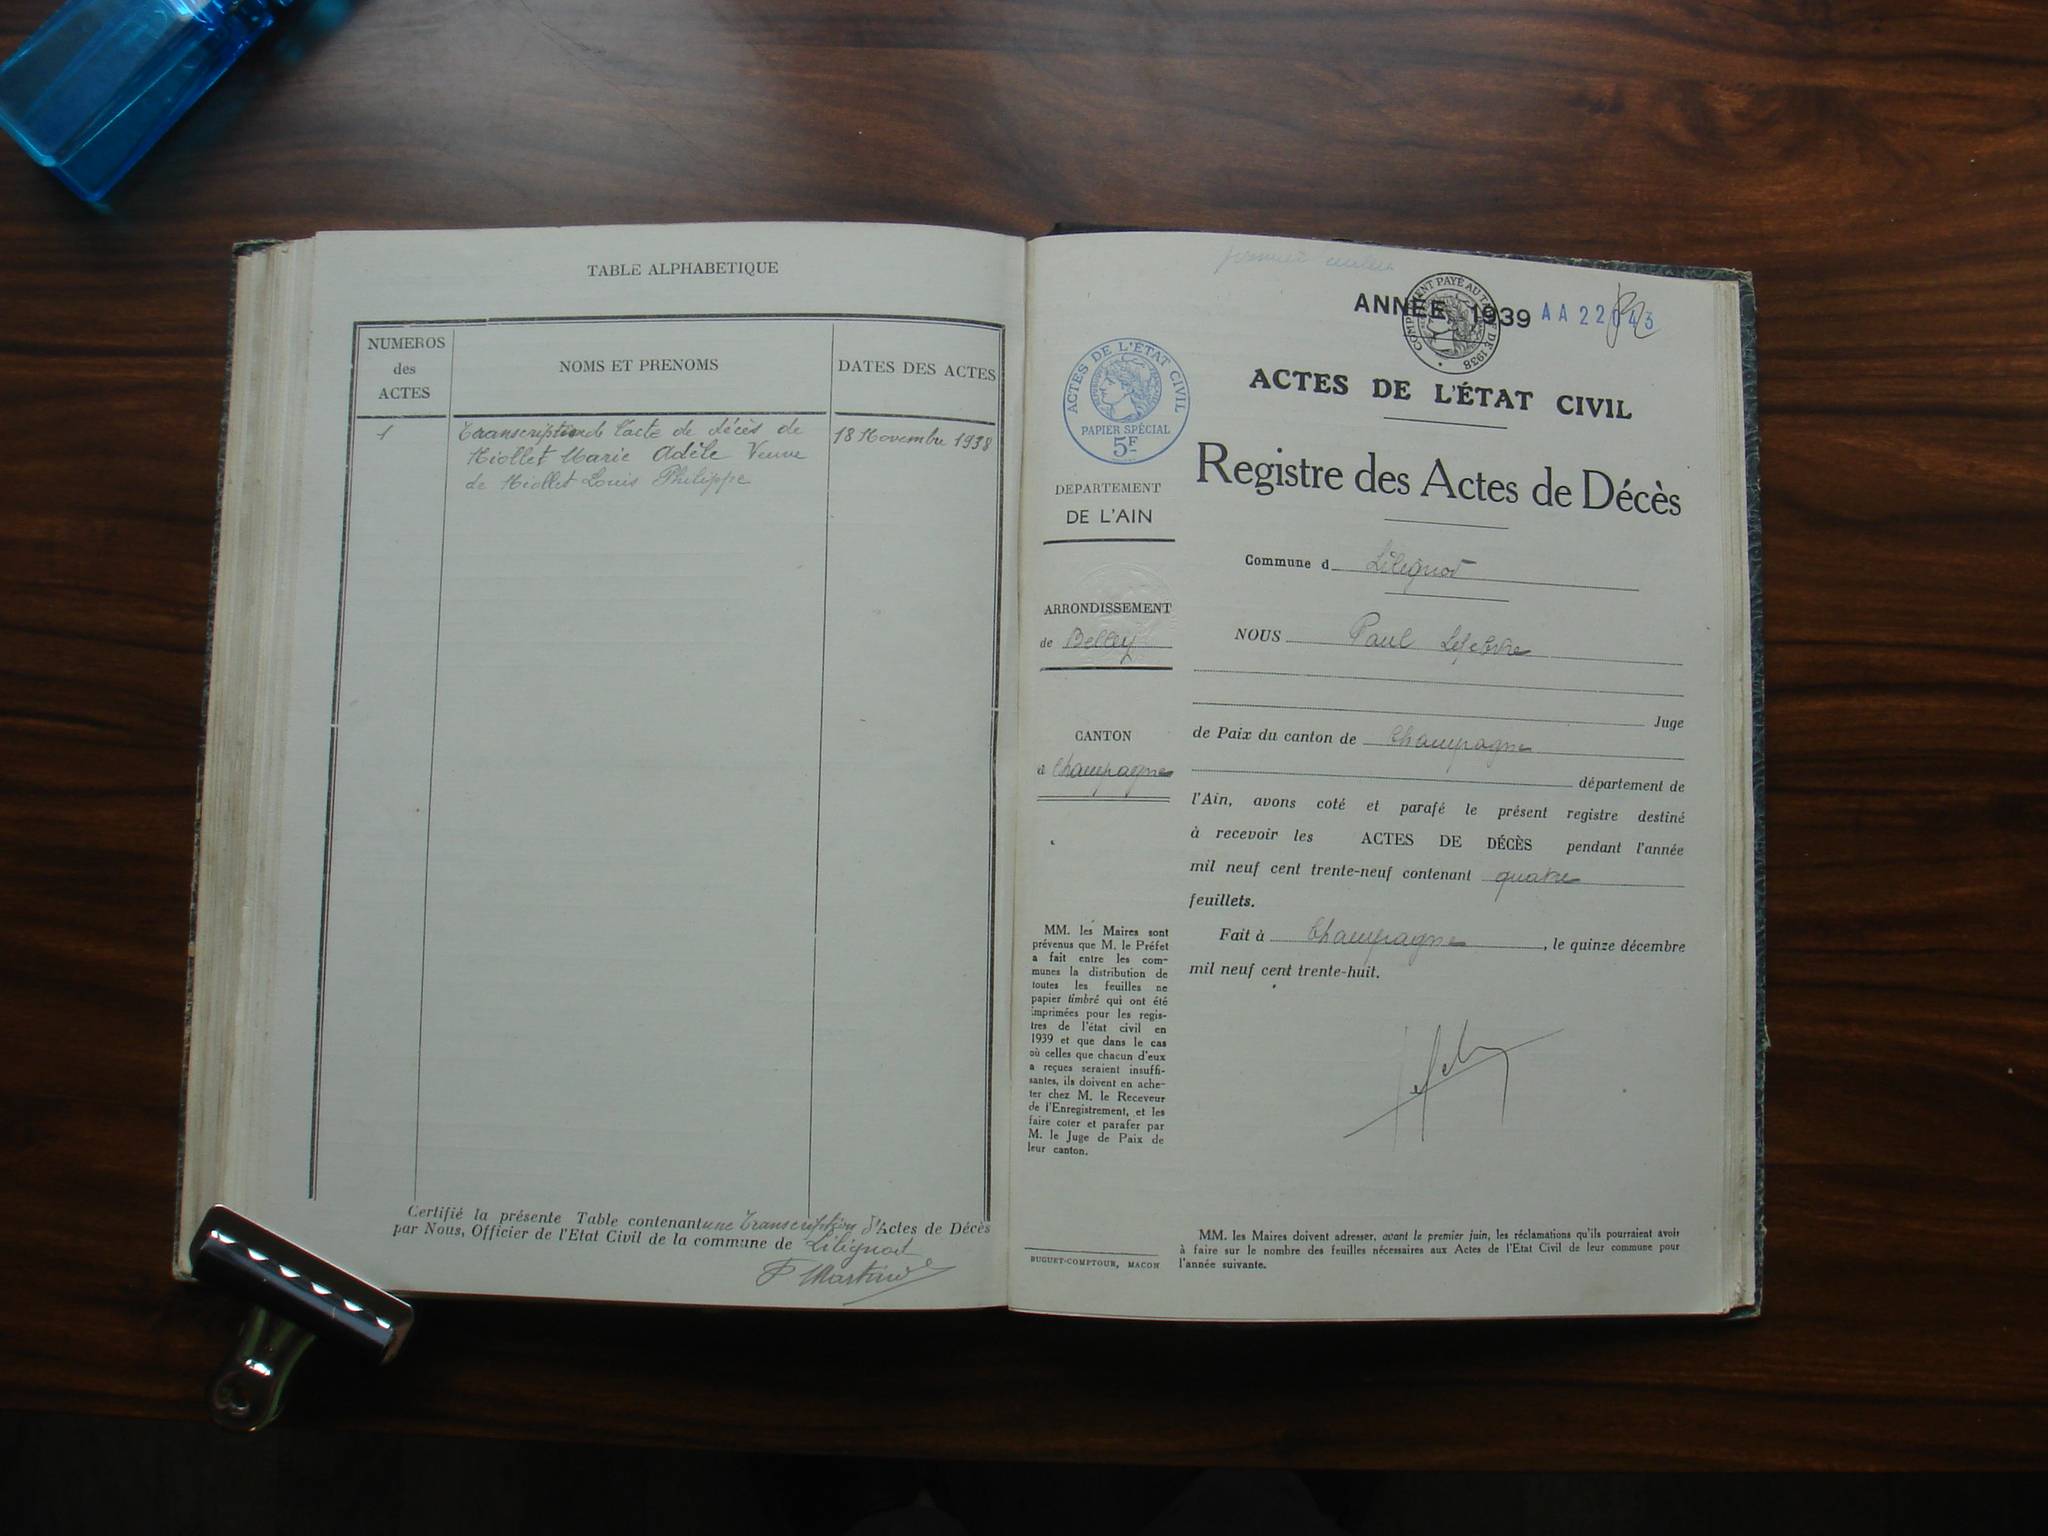 TABLE ALPHABETIQUE
NUMEROS
des
ACTES
NOMS ET PRENOMS
DATES DES ACTES
1
Transcription de l'acte de décès de
Miollet Marie Adèle Veuve
de Miollet Louis Philippe
18 Novembre 1938
Certifié la présente Table contenant une transcription d'Actes de Décès
par Nous, Officier de l'Etat Civil de la commune de Lilignod
ANNEE 1939
AA 22043
COMPLEMENT PAYÉ AU TARIF DE 1938
ACTES DE L'ÉTAT CIVIL
PAPIER SPÉCIAL
5F
DEPARTEMENT
DE L'AIN
ARRONDISSEMENT
de Belley
CANTON
d Champagne
MM. les Maires sont
prévenus que M. le Préfet
a fait entre les com-
munes la distribution de
toutes les feuilles de
papier timbré qui ont été
imprimées pour les regis-
tres de l'état civil en
1939 et que dans le cas
où celles que chacun d'eux
a reçues seraient insuffi-
santes, ils doivent en ache-
ter chez M. le Receveur
de l'Enregistrement, et les
faire coter et parafer par
M. le Juge de Paix de
leur canton.
BUGUET-COMPTOUR, MACON
ACTES DE L'ÉTAT CIVIL
Registre des Actes de Décès
Commune d Lilignod
NOUS Paul Lefebvre
Juge
de Paix du canton de Champagne
département de
l'Ain, avons coté et parafé le présent registre destiné
à recevoir les ACTES DE DÉCÈS pendant l'année
mil neuf cent trente-neuf contenant quatre
feuillets.
Fait à Champagne, le quinze décembre
mil neuf cent trente-huit.
MM. les Maires doivent adresser, avant le premier juin, les réclamations qu'ils pourraient avoir
à faire sur le nombre des feuilles nécessaires aux Actes de l'Etat Civil de leur commune pour
l'année suivante.